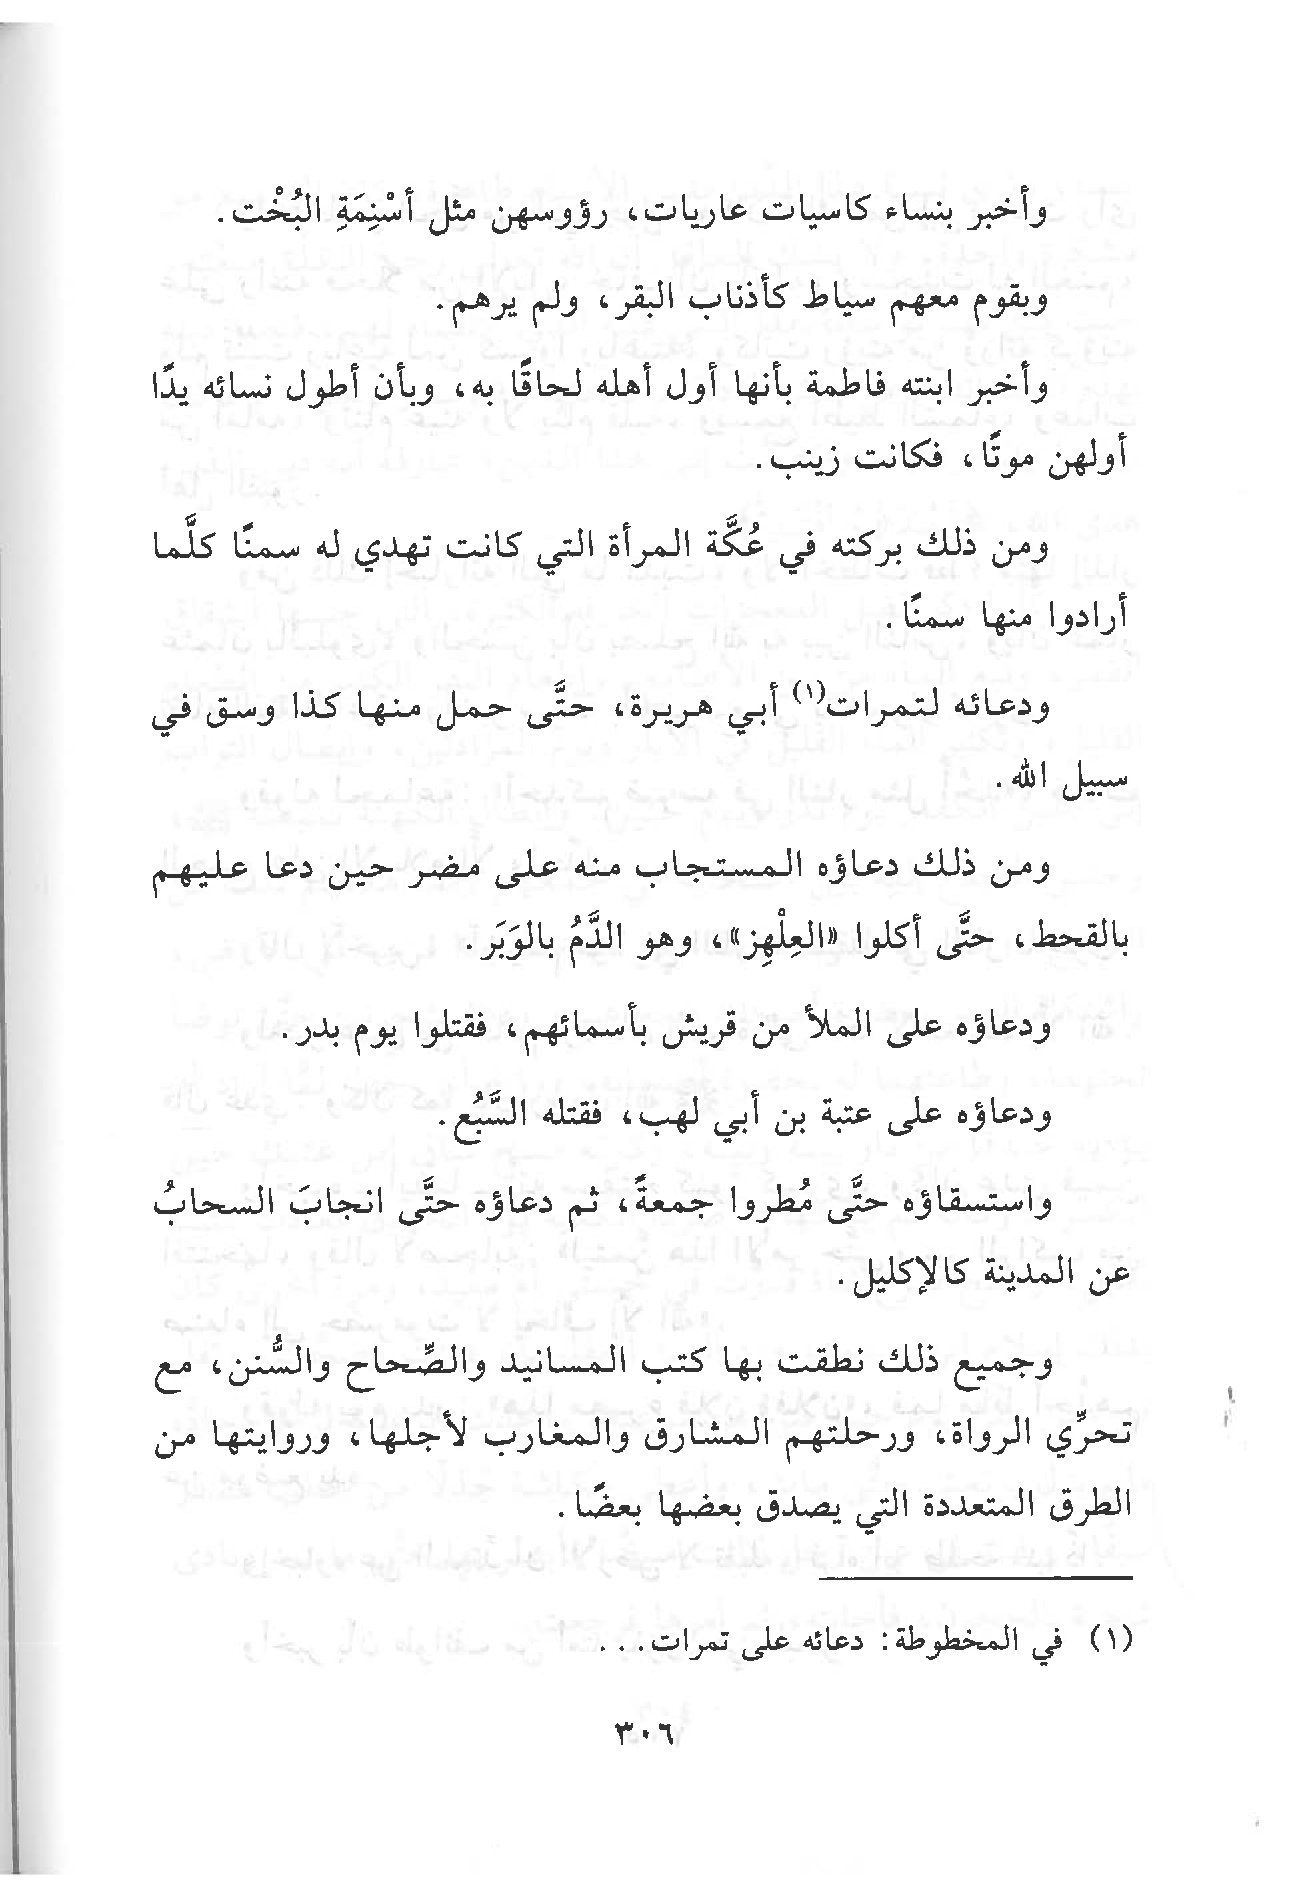 وأخبر بنساء كاسيات عاريات، رؤوسهن مثل أَسْنِمَةِ البُخْت.
وبقوم معهم سياط كأذناب البقر، ولم يرهم.
وأخبر ابنته فاطمة بأنها أول أهله لحاقًا به، وبأن أطول نسائه يدًا
أولهن موتًا، فكانت زينب.
ومن ذلك بركته في عُكَّة المرأة التي كانت تهدي له سمنًا كلَّما
أرادوا منها سمنًا.
ودعائه لتمرات(١) أبي هريرة، حتَّى حمل منها كذا وسق في
سبيل الله.
ومن ذلك دعاؤه المستجاب منه على مضر حين دعا عليهم
بالقحط، حتَّى أكلوا «العِلْهِز»، وهو الدَّمُ بالوَبَر.
ودعاؤه على الملأ من قريش بأسمائهم، فقتلوا يوم بدر.
ودعاؤه على عتبة بن أبي لهب، فقتله السَّبُع.
واستسقاؤه حتَّى مُطروا جمعةً، ثم دعاؤه حتَّى انجابَ السحابُ
عن المدينة كالإكليل.
وجميع ذلك نطقت بها كتب المسانيد والصِّحاح والسُّنن، مع
تحرِّي الرواة، ورحلتهم المشارق والمغارب لأجلها، وروايتها من
الطرق المتعددة التي يصدق بعضها بعضًا.
(١) في المخطوطة: دعائه على تمرات...
٣٠٦